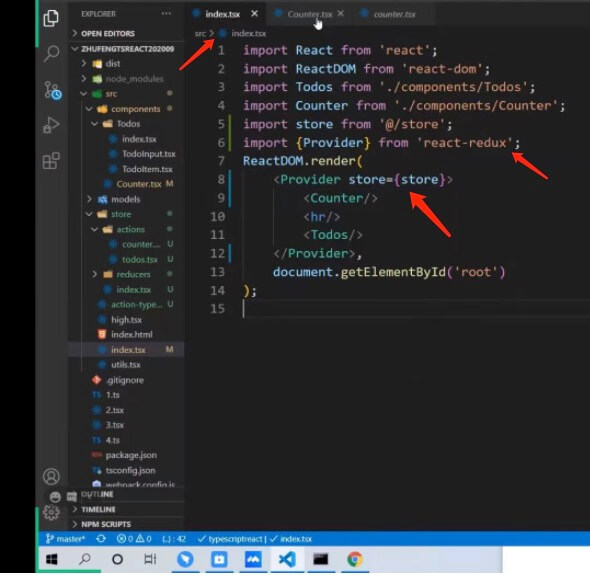 EXPLORER
index.tsx
Counter.tsx
counter.tsx
OPEN EDITORS
src > index.tsx
ZHUFENGTSREACT202009
dist
node_modules
src
components
Todos
index.tsx
TodoInput.tsx
TodoItem.tsx
Counter.tsx M
models
store
actions
counter.... U
todos.tsx U
reducers
index.tsx U
action-type... U
high.tsx
index.html
index.tsx M
utils.tsx
.gitignore
1.ts
2.tsx
3.tsx
4.ts
package.json
tsconfig.json
webpack.config.js
OUTLINE
TIMELINE
NPM SCRIPTS
1 import React from 'react';
2 import ReactDOM from 'react-dom';
3 import Todos from './components/Todos';
4 import Counter from './components/Counter';
5 import store from '@/store';
6 import {Provider} from 'react-redux';
7 ReactDOM.render(
8 <Provider store={store}>
9 <Counter/>
10 <hr/>
11 <Todos/>
12 </Provider>,
13 document.getElementById('root')
14 );
15
master* 0 0 (.) : 42 typescriptreact | index.tsx